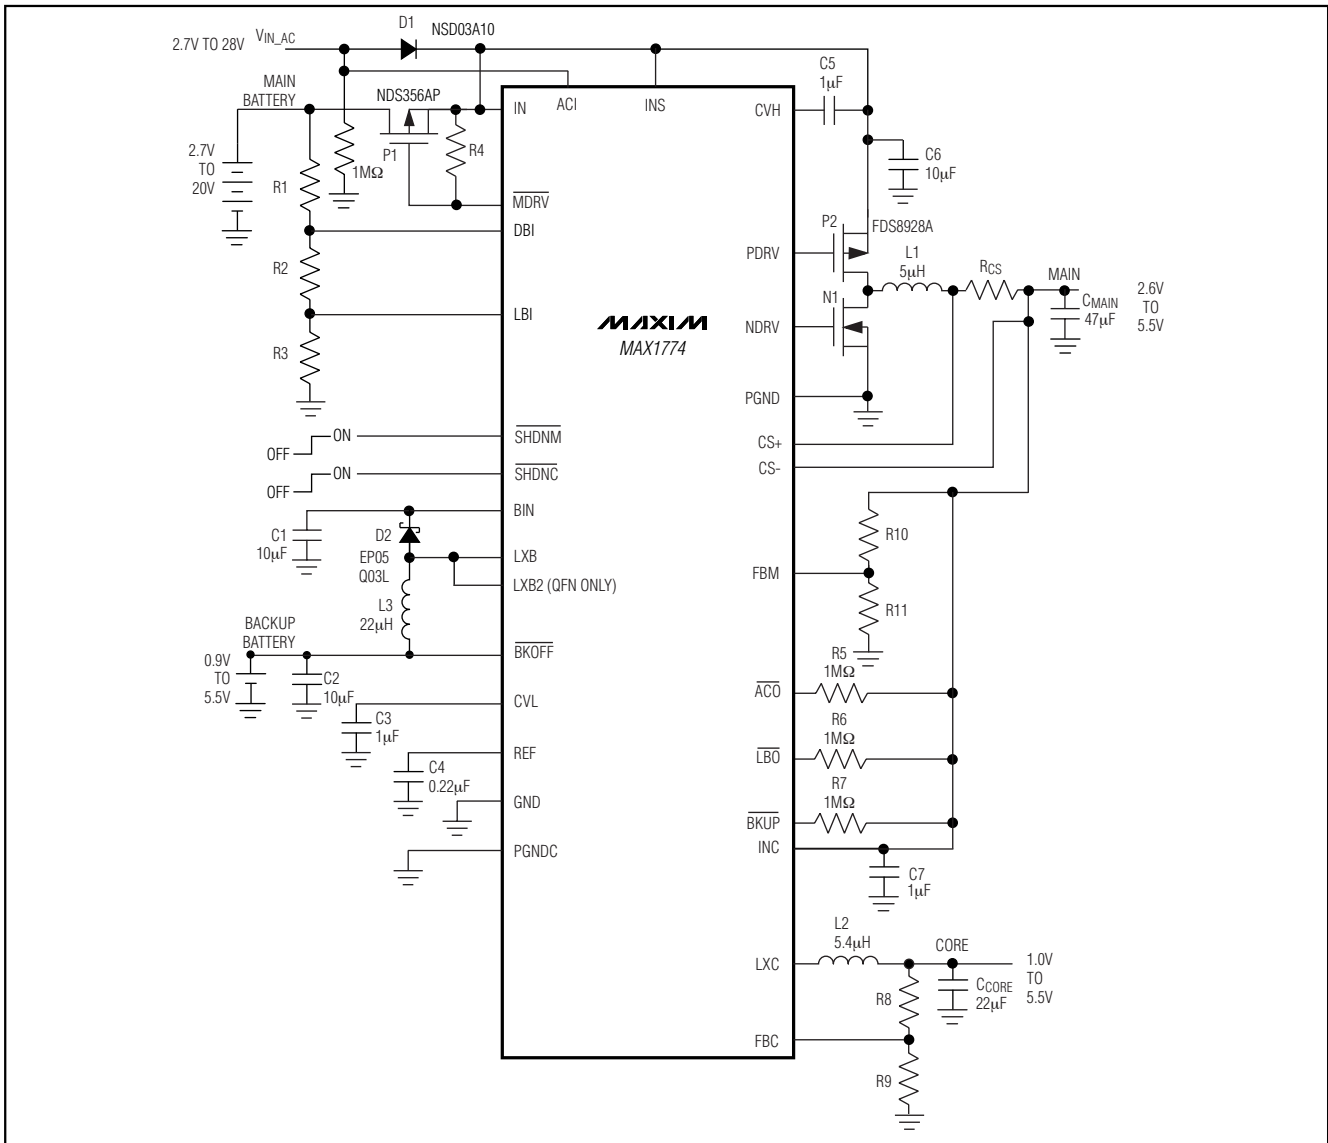 D1
NSD03A10
2.7V TO 28V
VIN_AC
C5
1µF
MAIN
BATTERY
NDS356AP
IN
ACI
INS
CVH
2.7V
TO
20V
R1
1MΩ
P1
R4
C6
10µF
MDRV
DBI
P2
FDS8928A
PDRV
L1
5µH
RCS
MAIN
2.6V
TO
5.5V
CMAIN
47µF
R2
LBI
N1
NDRV
MAXIM
MAX1774
R3
PGND
OFF
ON
SHDNM
CS+
CS-
OFF
ON
SHDNC
BIN
C1
10µF
D2
EP05
Q03L
LXB
LXB2 (QFN ONLY)
R10
FBM
R11
L3
22µH
BACKUP
BATTERY
0.9V
TO
5.5V
BKOFF
C2
10µF
R5
1MΩ
ACO
CVL
C3
1µF
R6
1MΩ
LBO
REF
C4
0.22µF
R7
1MΩ
BKUP
GND
INC
PGNDC
C7
1µF
L2
5.4µH
CORE
LXC
1.0V
TO
5.5V
R8
CCORE
22µF
FBC
R9